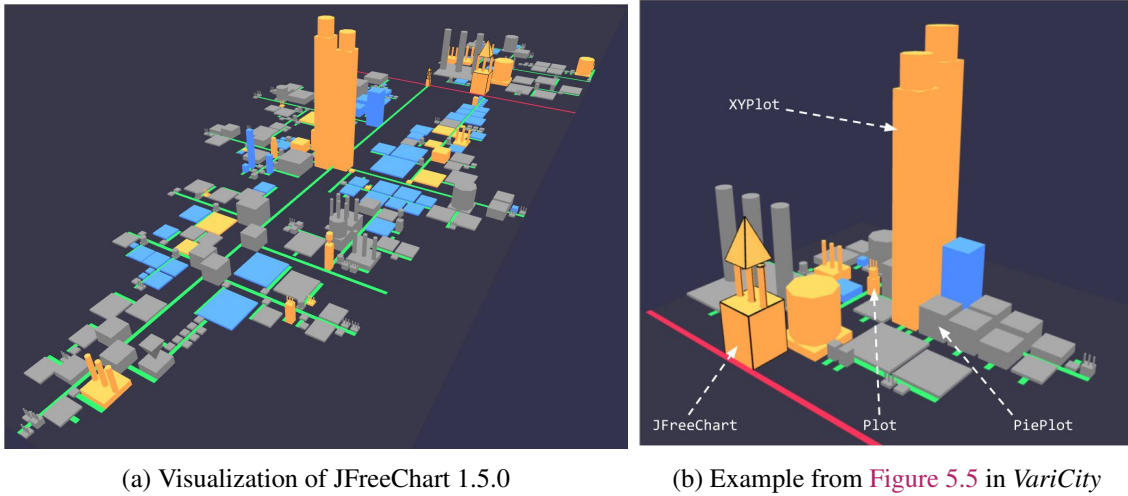 XYPlot
JFreeChart
Plot
PiePlot
(a) Visualization of JFreeChart 1.5.0
(b) Example from Figure 5.5 in VariCity